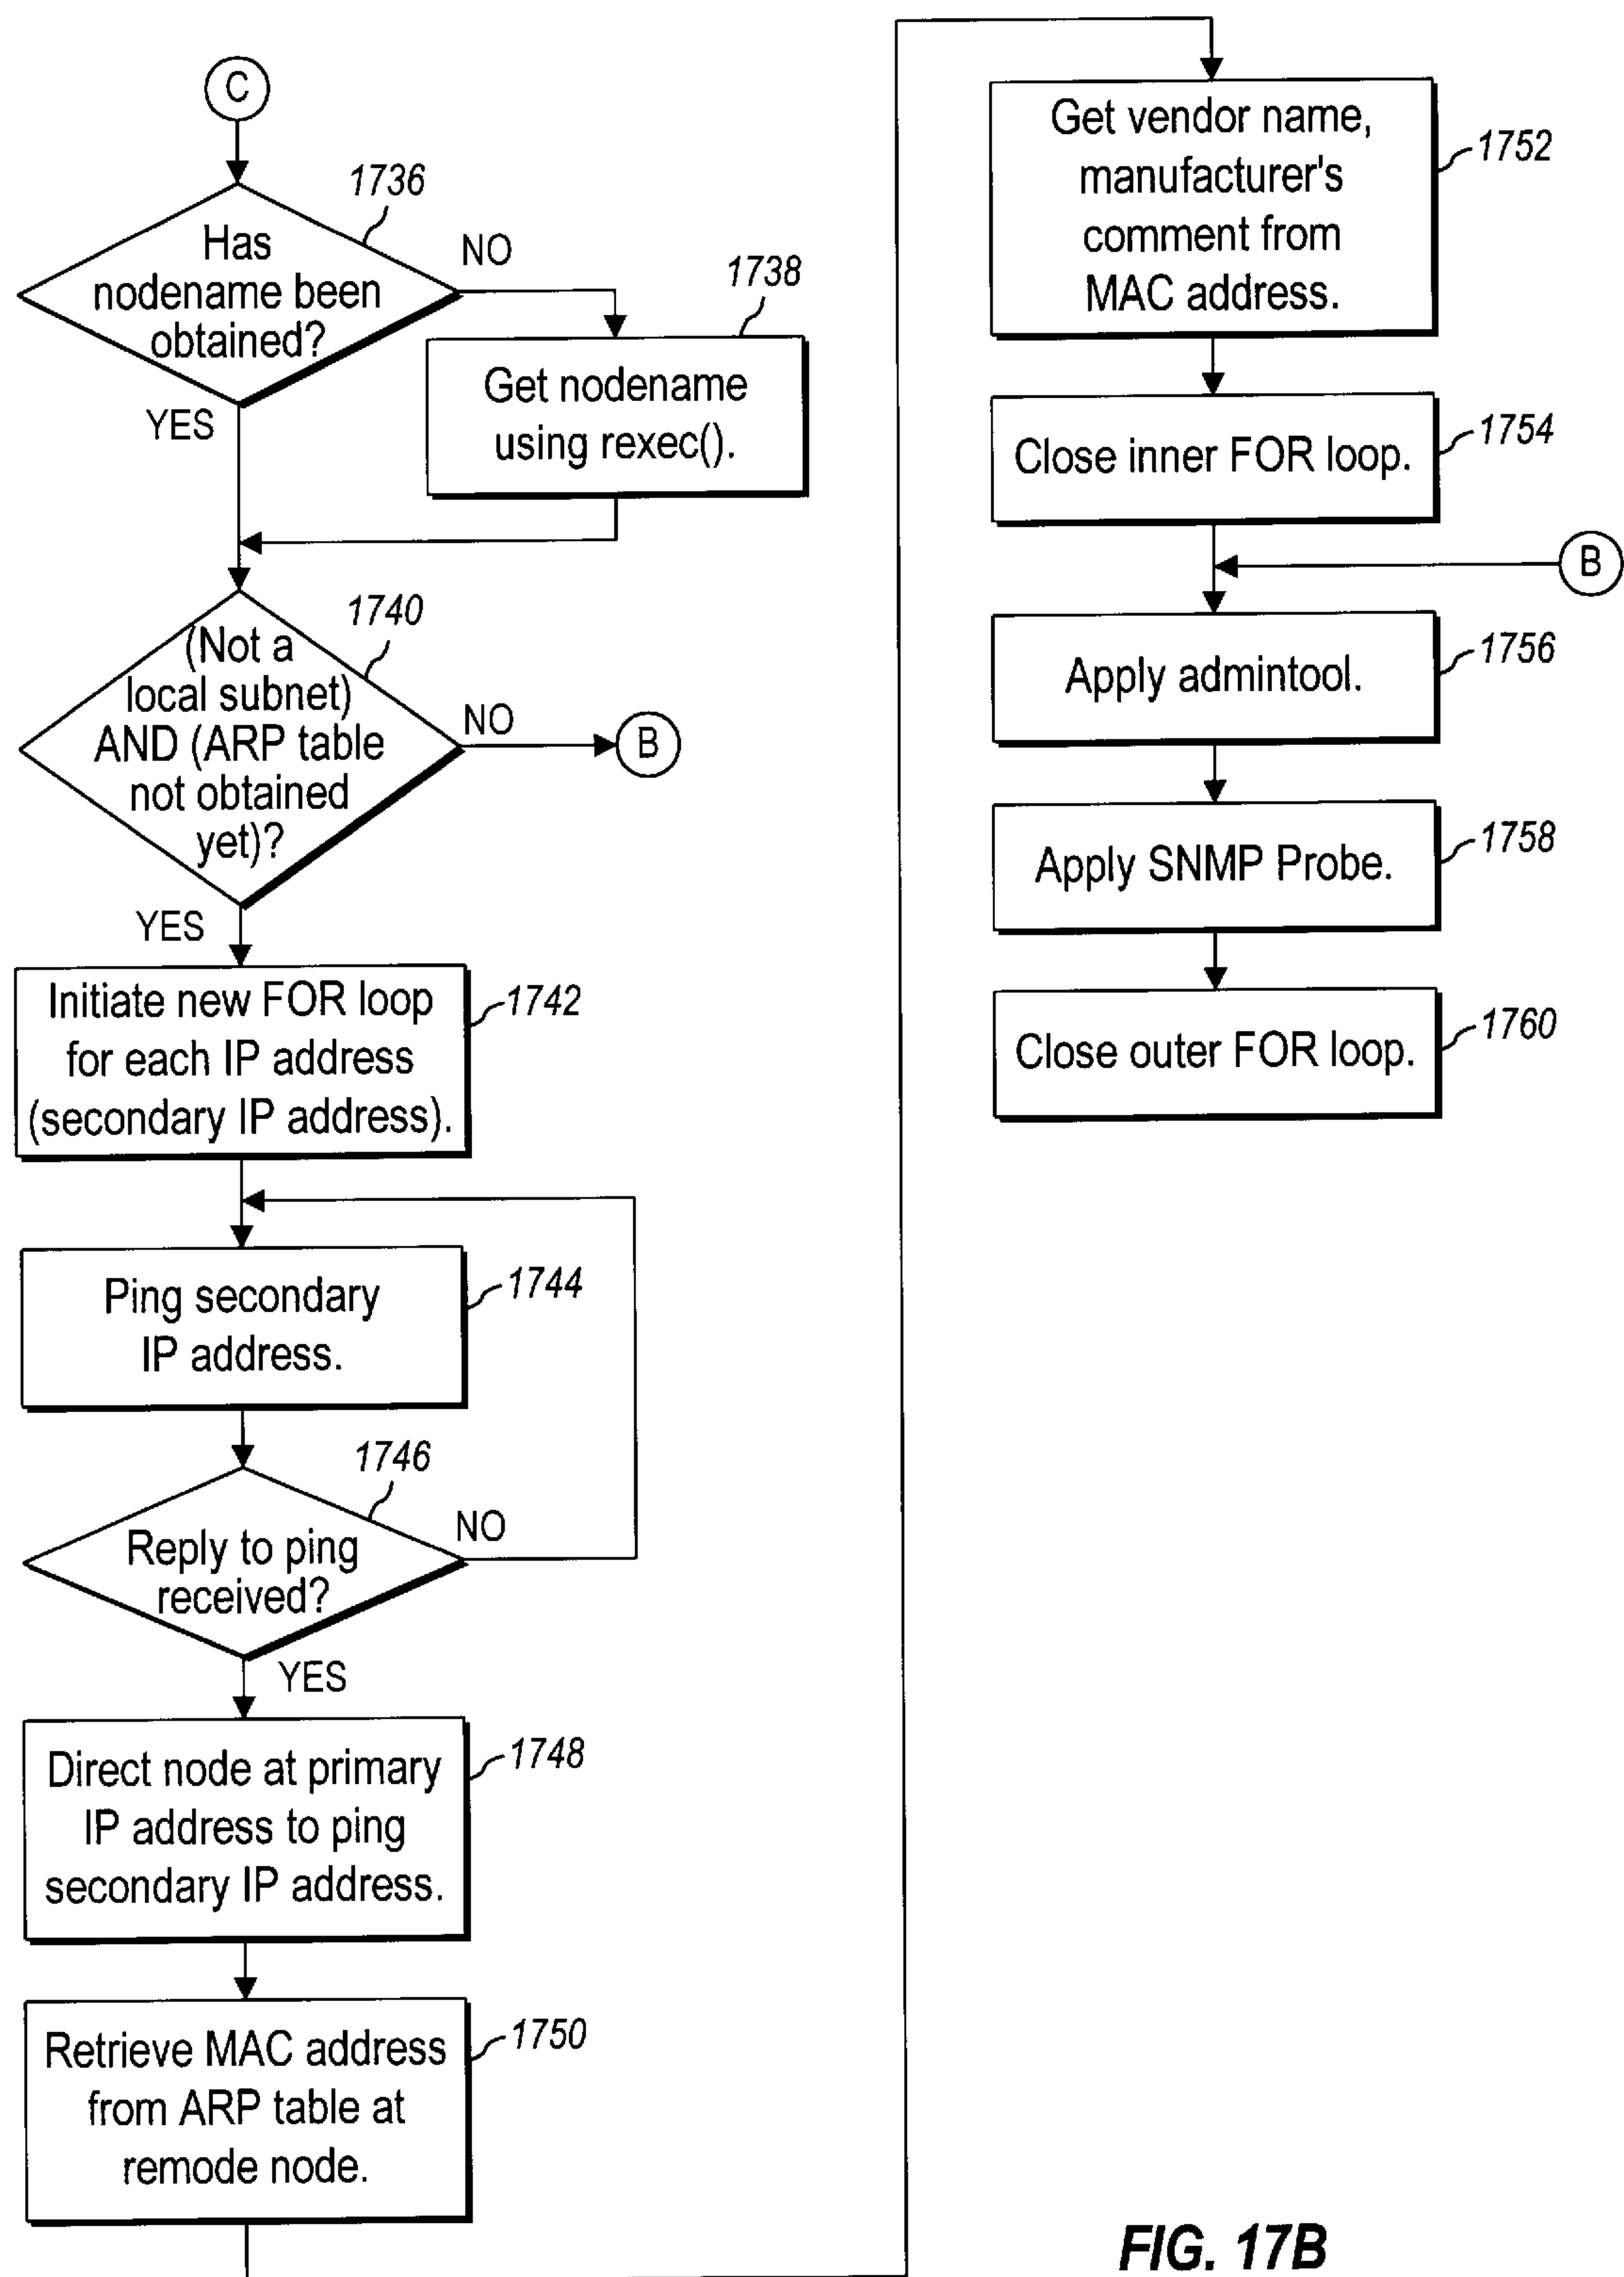 C
1736
Has
nodename been
obtained?
NO
YES
1738
Get nodename
using rexec().
1740
(Not a
local subnet)
AND (ARP table
not obtained
yet)?
NO
B
YES
1742
Initiate new FOR loop
for each IP address
(secondary IP address).
1744
Ping secondary
IP address.
1746
Reply to ping
received?
NO
YES
1748
Direct node at primary
IP address to ping
secondary IP address.
1750
Retrieve MAC address
from ARP table at
remode node.
1752
Get vendor name,
manufacturer's
comment from
MAC address.
1754
Close inner FOR loop.
B
1756
Apply admintool.
1758
Apply SNMP Probe.
1760
Close outer FOR loop.
FIG. 17B